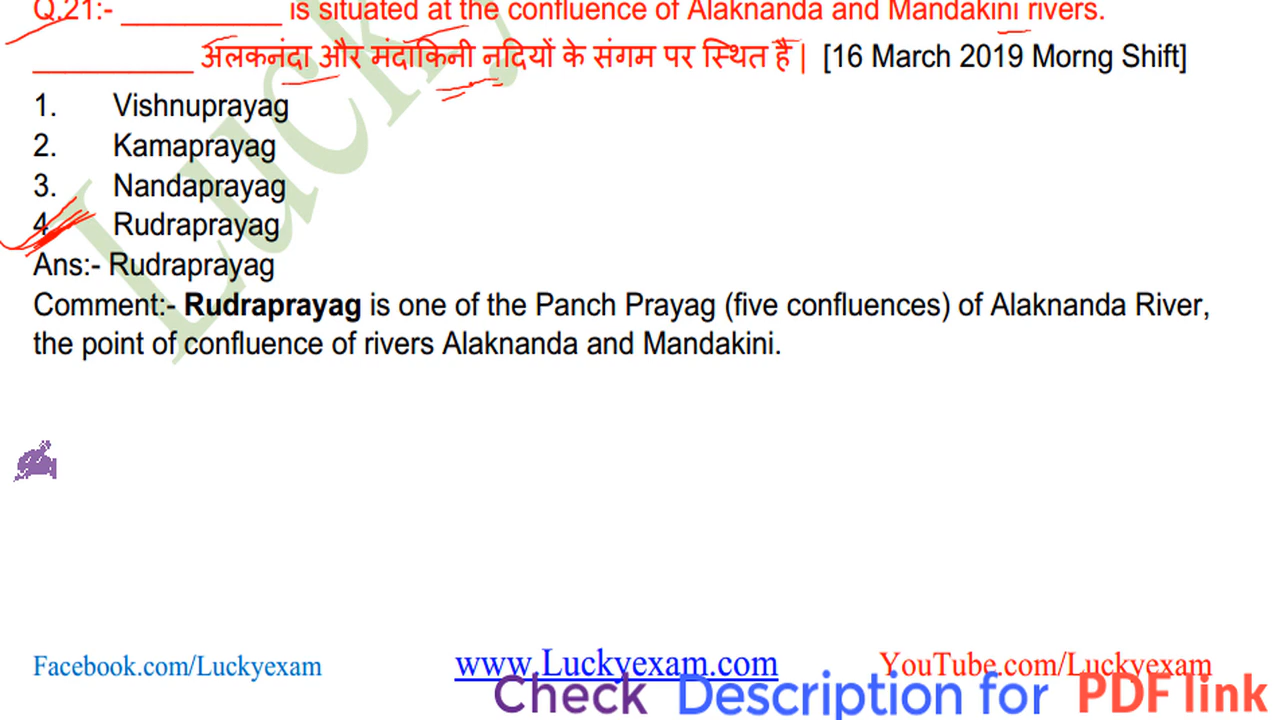 Q.21:- __________ is situated at the confluence of Alaknanda and Mandakini rivers.
__________ अलकनंदा और मंदाकिनी नदियों के संगम पर स्थित है | [16 March 2019 Morng Shift]
1. Vishnuprayag
2. Kamaprayag
3. Nandaprayag
4. Rudraprayag
Ans:- Rudraprayag
Comment:- Rudraprayag is one of the Panch Prayag (five confluences) of Alaknanda River,
the point of confluence of rivers Alaknanda and Mandakini.
Lucky
Facebook.com/Luckyexam www.Luckyexam.com YouTube.com/Luckyexam
Check Description for PDF link